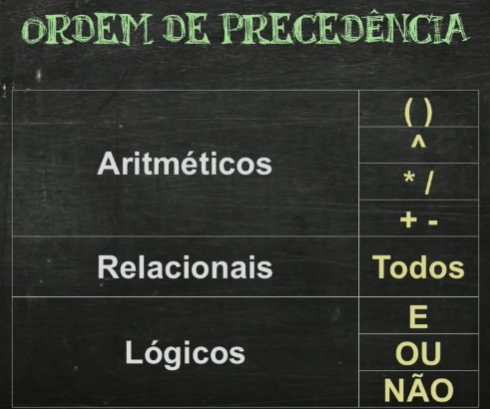 ORDEM DE PRECEDÊNCIA
Aritméticos
( )
^
* /
+ -
Relacionais
Todos
Lógicos
E
OU
NÃO